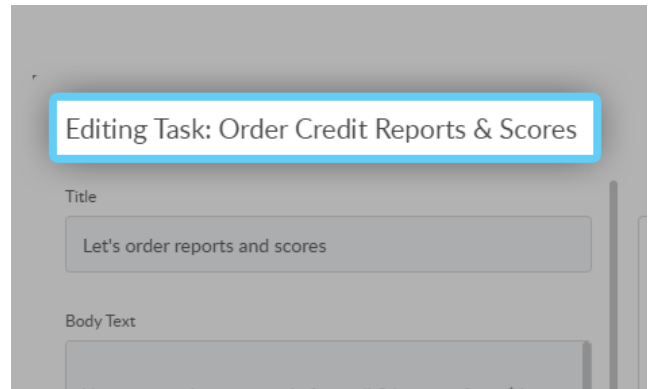 Editing Task: Order Credit Reports & Scores
Title
Let's order reports and scores
Body Text